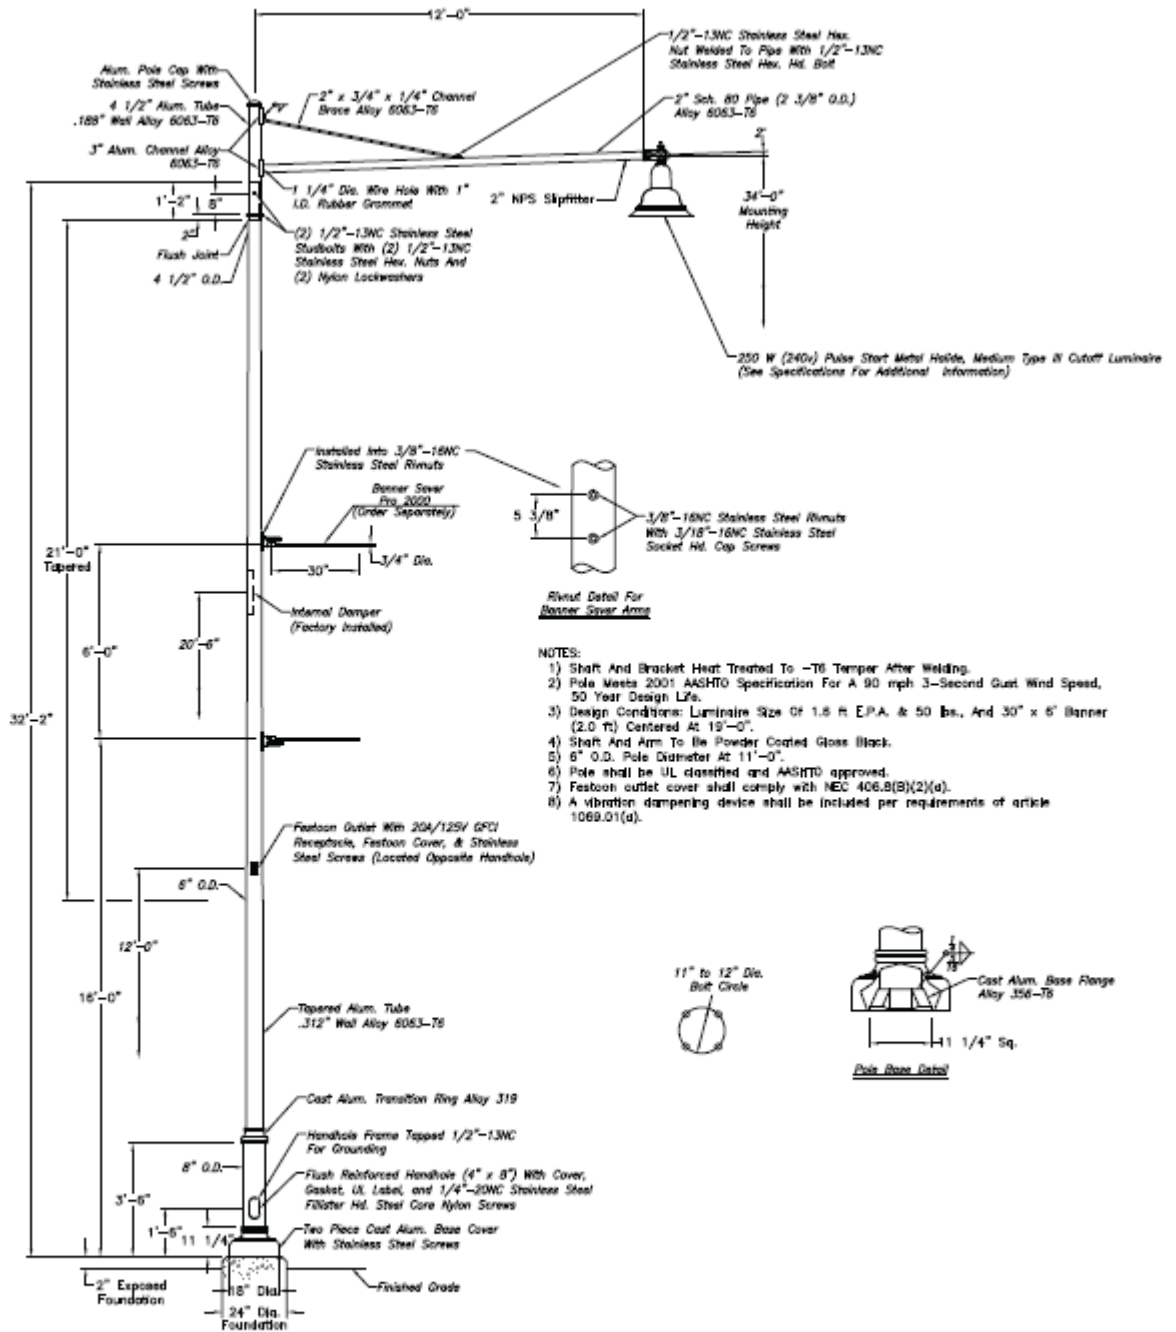 12'-0"
1/2"-13NC Stainless Steel Hex.
Nut Welded To Pipe With 1/2"-13NC
Stainless Steel Hex. Hd. Bolt
Alum. Pole Cap With
Stainless Steel Screws
2" x 3/4" x 1/4" Channel
Brace Alloy 6063-T6
2" Sch. 80 Pipe (2 3/8" O.D.)
Alloy 6063-T6
4 1/2" Alum. Tube
.188" Wall Alloy 6063-T6
3" Alum. Channel Alloy
6063-T6
2'
1 1/4" Dia. Wire Hole With 1"
I.D. Rubber Grommet
2" NPS Slipfitter
34'-0"
Mounting
Height
1'-2"
8"
2"
(2) 1/2"-13NC Stainless Steel
Studbolts With (2) 1/2"-13NC
Stainless Steel Hex. Nuts And
(2) Nylon Lockwashers
Flush Joint
4 1/2" O.D.
250 W (240v) Pulse Start Metal Halide, Medium Type III Cutoff Luminaire
(See Specifications For Additional Information)
Installed Into 3/8"-16NC
Stainless Steel Rivnuts
Banner Saver
Pro 2000
(Order Separately)
5 3/8"
3/8"-16NC Stainless Steel Rivnuts
With 3/18"-16NC Stainless Steel
Socket Hd. Cap Screws
21'-0"
Tapered
3/4" Dia.
30"
Rivnut Detail For
Banner Saver Arms
Internal Damper
(Factory Installed)
20'-6"
6'-0"
32'-2"
NOTES:
1) Shaft And Bracket Heat Treated To -T6 Temper After Welding.
2) Pole Meets 2001 AASHTO Specification For A 90 mph 3-Second Gust Wind Speed,
50 Year Design Life.
3) Design Conditions: Luminaire Size Of 1.6 ft E.P.A. & 50 lbs., And 30" x 6' Banner
(2.0 ft) Centered At 19'-0".
4) Shaft And Arm To Be Powder Coated Gloss Black.
5) 6" O.D. Pole Diameter At 11'-0".
6) Pole shall be UL classified and AASHTO approved.
7) Festoon outlet cover shall comply with NEC 406.8(B)(2)(a).
8) A vibration dampening device shall be included per requirements of article
1069.01(d).
Festoon Outlet With 20A/125V GFCI
Receptacle, Festoon Cover, & Stainless
Steel Screws (Located Opposite Handhole)
6" O.D.
12'-0"
16'-0"
11" to 12" Dia.
Bolt Circle
Cast Alum. Base Flange
Alloy 356-T6
11 1/4" Sq.
Pole Base Detail
Tapered Alum. Tube
.312" Wall Alloy 6063-T6
Cast Alum. Transition Ring Alloy 319
Handhole Frame Tapped 1/2"-13NC
For Grounding
8" O.D.
Flush Reinforced Handhole (4" x 8") With Cover,
Gasket, UL Label, and 1/4"-20NC Stainless Steel
Fillister Hd. Steel Core Nylon Screws
3'-6"
1'-6"
11 1/4"
Two Piece Cast Alum. Base Cover
With Stainless Steel Screws
2" Exposed
Foundation
18" Dia.
Finished Grade
24" Dia.
Foundation